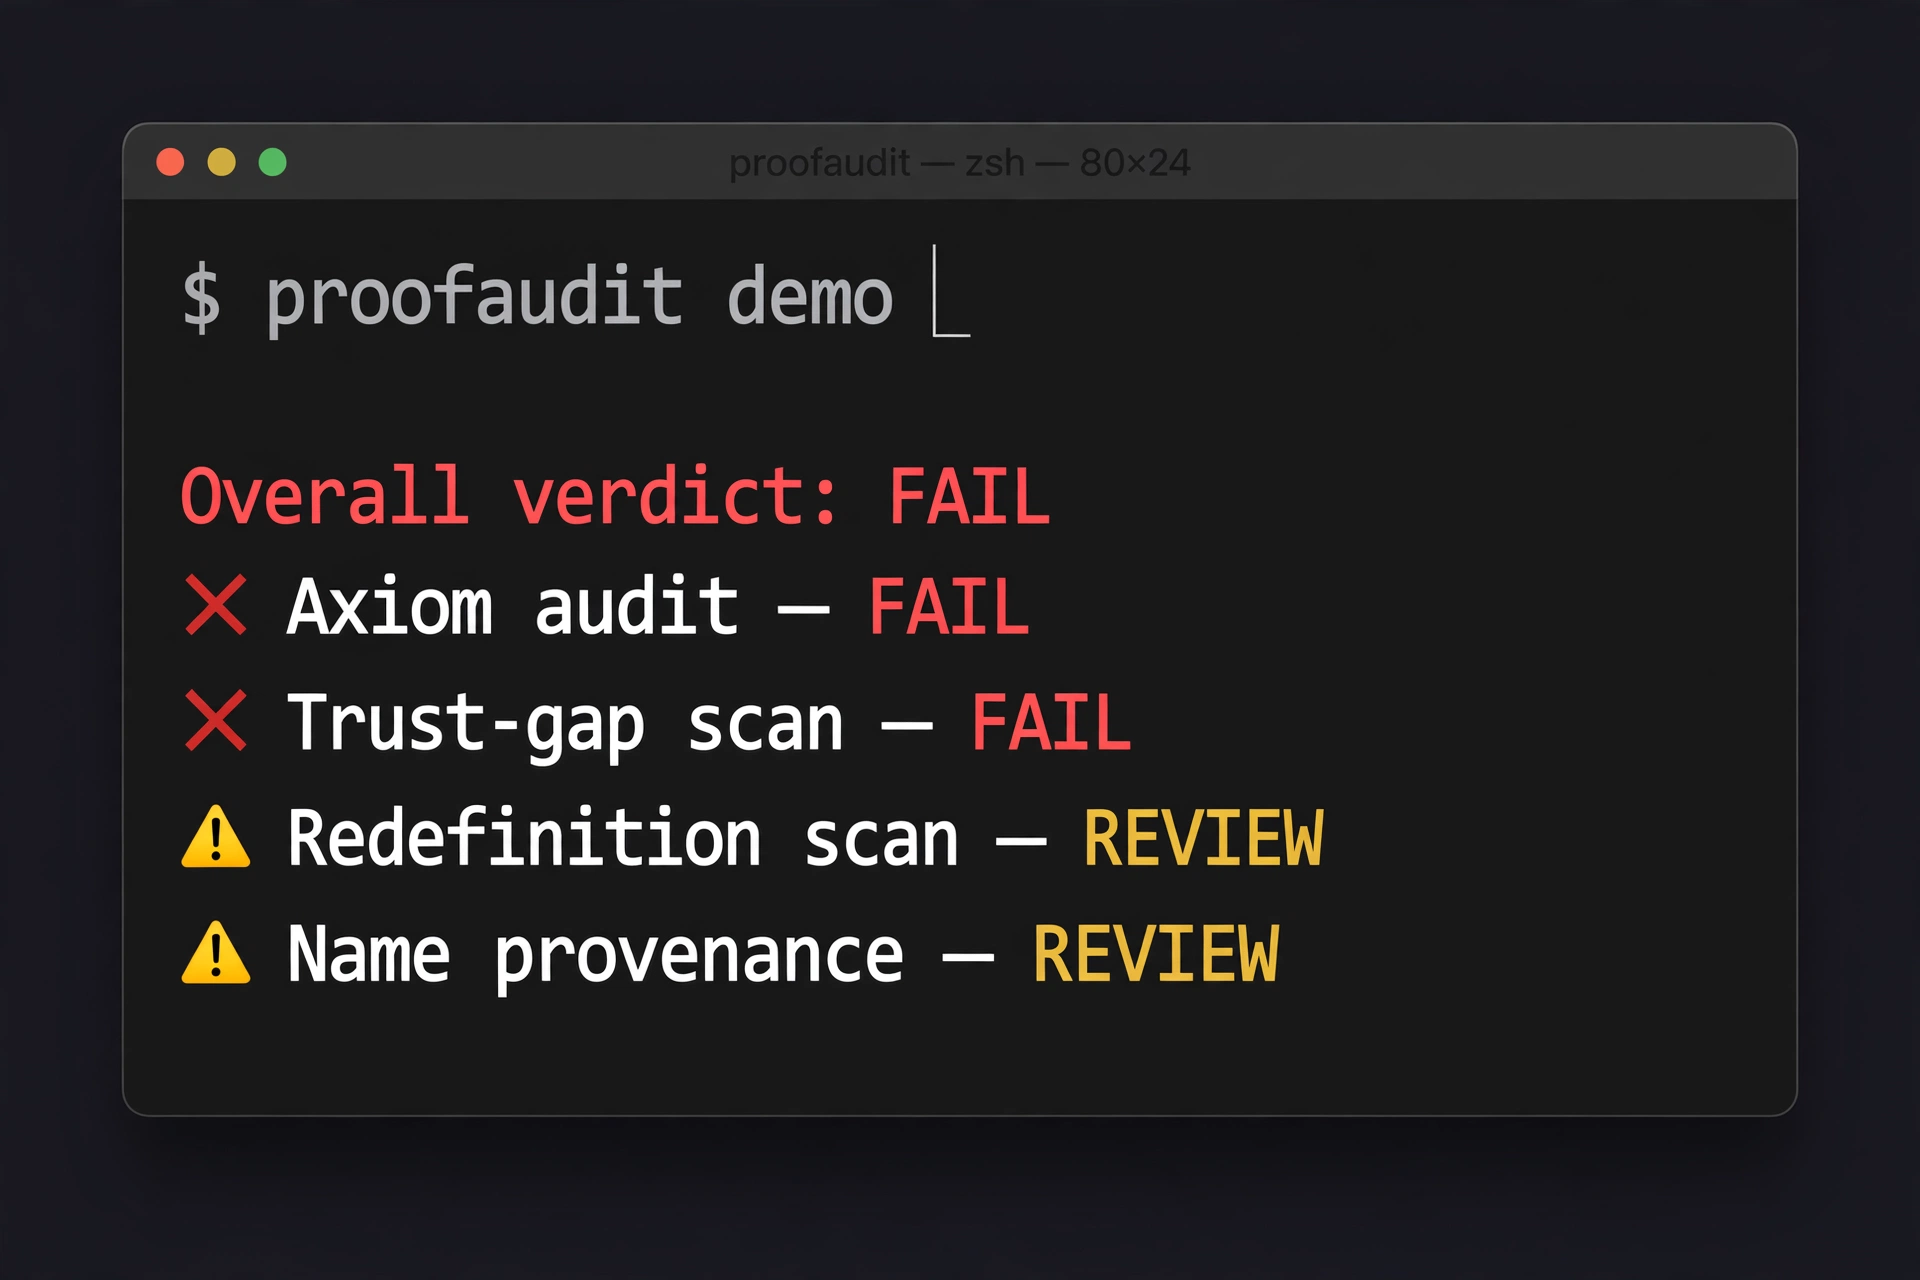 proofaudit — zsh — 80×24
$ proofaudit demo
Overall verdict: FAIL
❌ Axiom audit — FAIL
❌ Trust-gap scan — FAIL
⚠️ Redefinition scan — REVIEW
⚠️ Name provenance — REVIEW